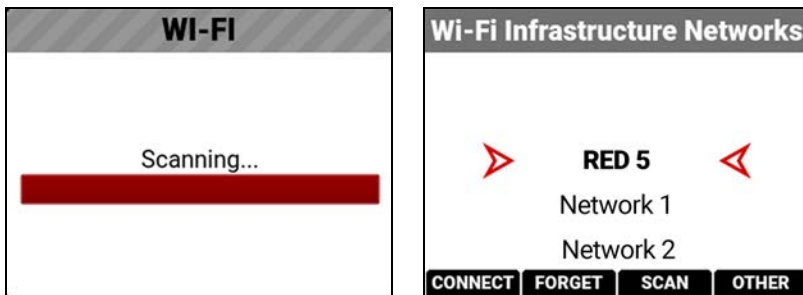 WI-FI
Scanning...
Wi-Fi Infrastructure Networks
RED 5
Network 1
Network 2
CONNECT FORGET SCAN OTHER